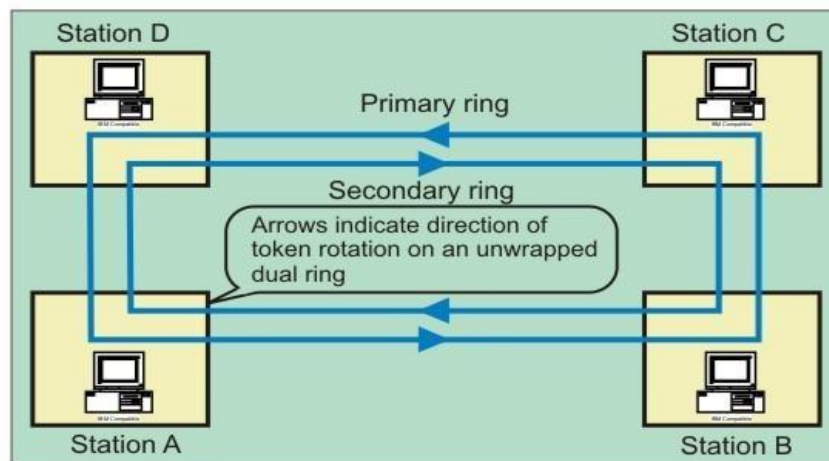 Station D
Station C
Primary ring
Secondary ring
Arrows indicate direction of
token rotation on an unwrapped
dual ring
Station A
Station B